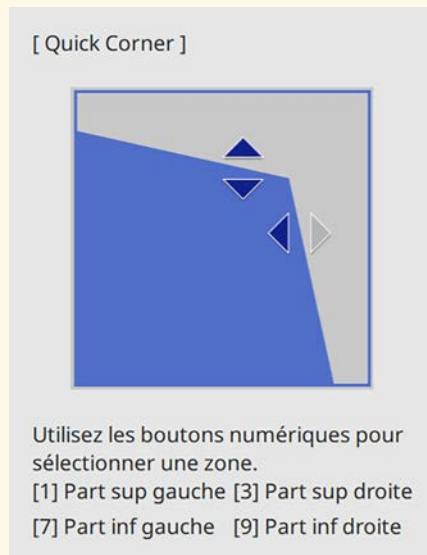 [ Quick Corner ]
Utilisez les boutons numériques pour
sélectionner une zone.
[1] Part sup gauche [3] Part sup droite
[7] Part inf gauche [9] Part inf droite